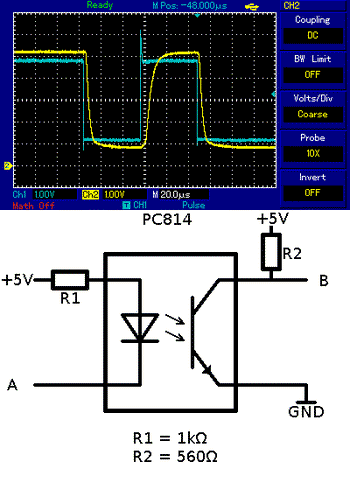 Ready M Pos: -48.000µs CH2
Coupling
DC
BW Limit
OFF
Volts/Div
Coarse
Probe
10X
Invert
OFF
2
Ch1 1.00V Ch2 1.00V M 20.0µs
Math Off T CH1 Pulse
PC814
+5V
R2
+5V
R1
B
A
GND
R1 = 1kΩ
R2 = 560Ω